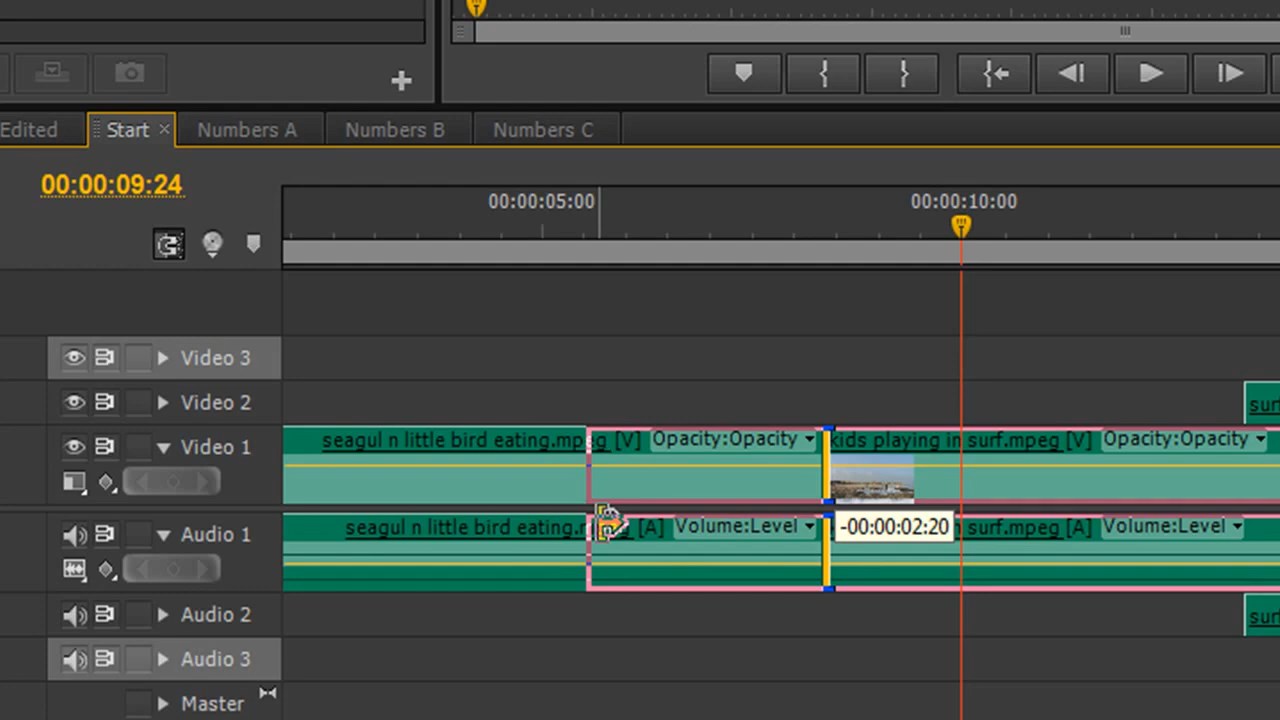 Edited Start × Numbers A Numbers B Numbers C
00:00:09:24
00:00:05:00 00:00:10:00
Video 3
Video 2
surf
Video 1
seagul n little bird eating.mpeg [V] Opacity:Opacity kids playing in surf.mpeg [V] Opacity:Opacity
Audio 1
[A] Volume:Level -00:00:02:20 surf.mpeg [A] Volume:Level
seagul n little bird eating.
Audio 2
surf
Audio 3
Master